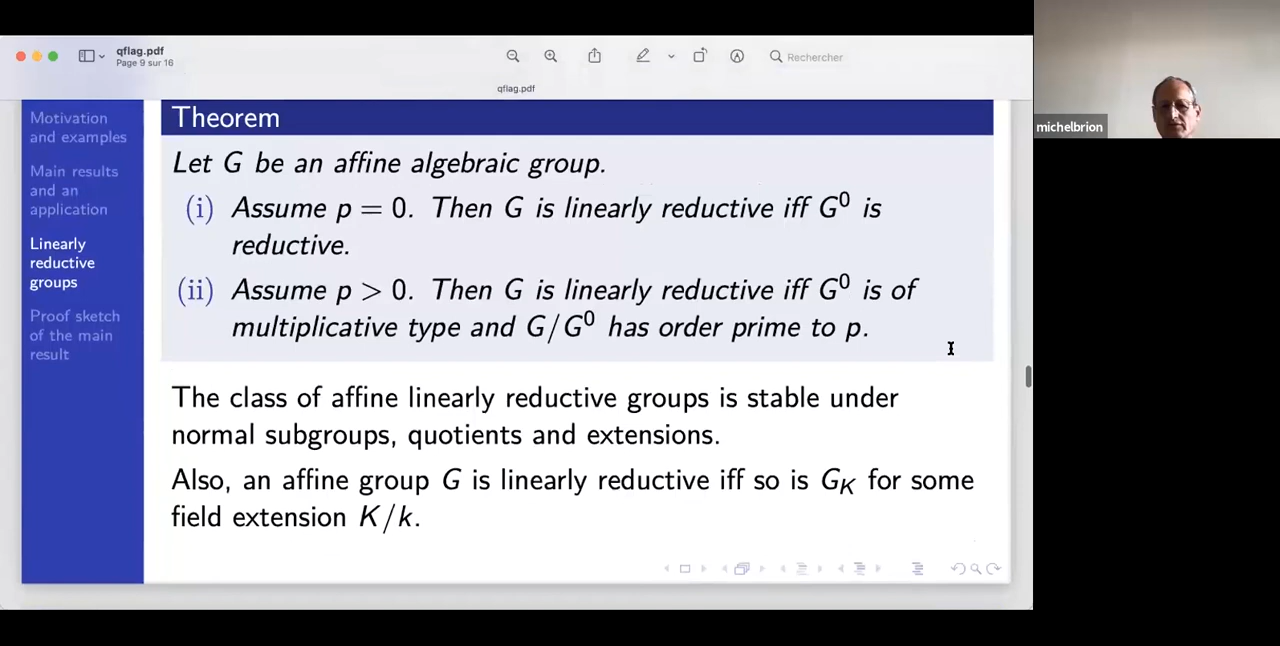 qflag.pdf
Page 9 sur 16
Rechercher
qflag.pdf
Motivation
and examples
Main results
and an
application
Linearly
reductive
groups
Proof sketch
of the main
result
Theorem
Let G be an affine algebraic group.
(i) Assume p = 0. Then G is linearly reductive iff G⁰ is
reductive.
(ii) Assume p > 0. Then G is linearly reductive iff G⁰ is of
multiplicative type and G/G⁰ has order prime to p.
The class of affine linearly reductive groups is stable under
normal subgroups, quotients and extensions.
Also, an affine group G is linearly reductive iff so is G_K for some
field extension K/k.
michelbrion